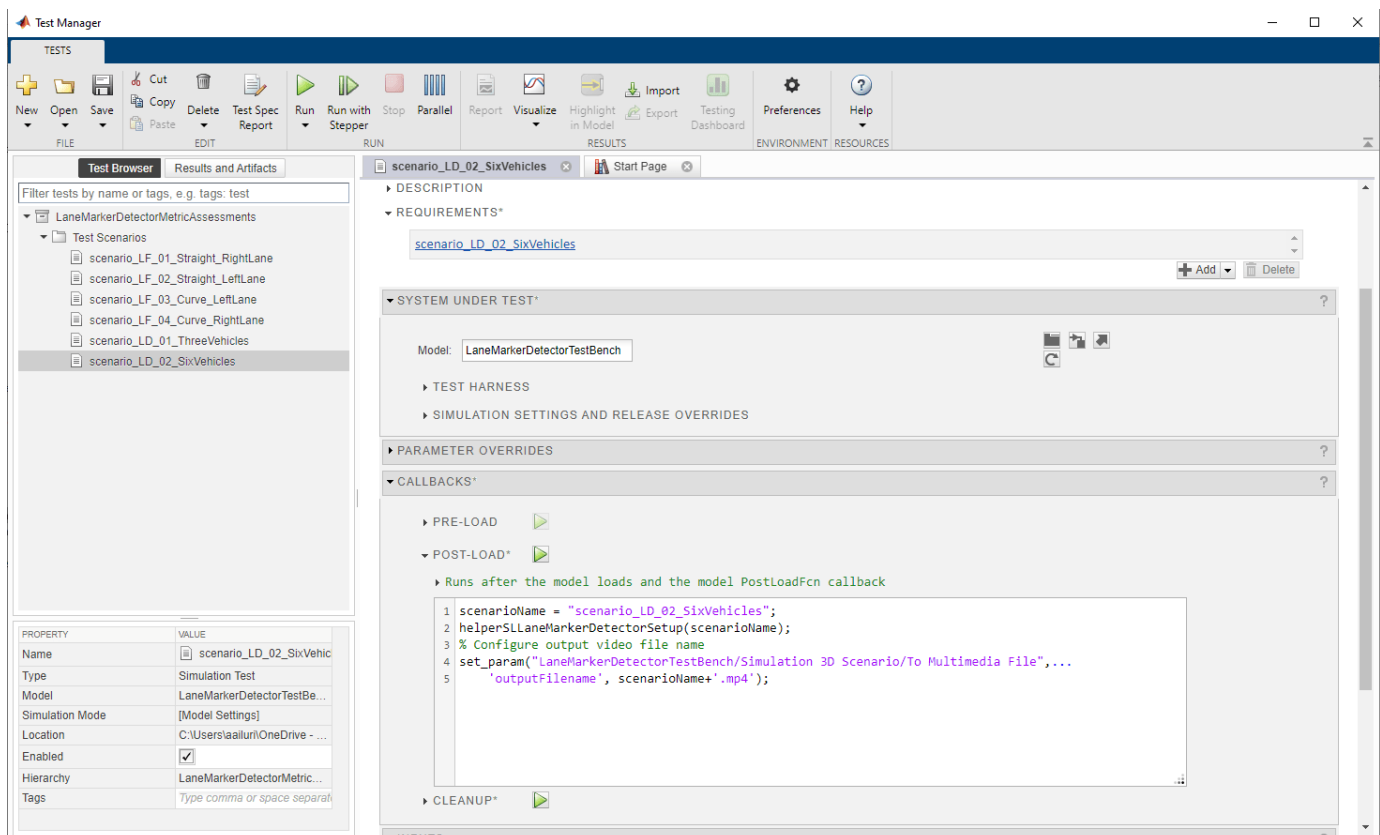 Test Manager
TESTS
New
Open
Save
Cut
Copy
Paste
Delete
Test Spec
Report
Run
Run with
Stepper
Stop
Parallel
Report
Visualize
Highlight
in Model
Import
Export
Testing
Dashboard
Preferences
Help
FILE EDIT RUN RESULTS ENVIRONMENT RESOURCES
Test Browser Results and Artifacts
Filter tests by name or tags, e.g. tags: test
LaneMarkerDetectorMetricAssessments
Test Scenarios
scenario_LF_01_Straight_RightLane
scenario_LF_02_Straight_LeftLane
scenario_LF_03_Curve_LeftLane
scenario_LF_04_Curve_RightLane
scenario_LD_01_ThreeVehicles
scenario_LD_02_SixVehicles
PROPERTY VALUE
Name scenario_LD_02_SixVehic
Type Simulation Test
Model LaneMarkerDetectorTestBe...
Simulation Mode [Model Settings]
Location C:\Users\aailuri\OneDrive - ...
Enabled
Hierarchy LaneMarkerDetectorMetric...
Tags Type comma or space separat
scenario_LD_02_SixVehicles Start Page
DESCRIPTION
REQUIREMENTS*
scenario_LD_02_SixVehicles
Add Delete
SYSTEM UNDER TEST* ?
Model: LaneMarkerDetectorTestBench
TEST HARNESS
SIMULATION SETTINGS AND RELEASE OVERRIDES
PARAMETER OVERRIDES ?
CALLBACKS* ?
PRE-LOAD
POST-LOAD*
Runs after the model loads and the model PostLoadFcn callback
1 scenarioName = "scenario_LD_02_SixVehicles";
2 helperSLLaneMarkerDetectorSetup(scenarioName);
3 % Configure output video file name
4 set_param("LaneMarkerDetectorTestBench/Simulation 3D Scenario/To Multimedia File",...
5 'outputFilename', scenarioName+'.mp4');
CLEANUP*